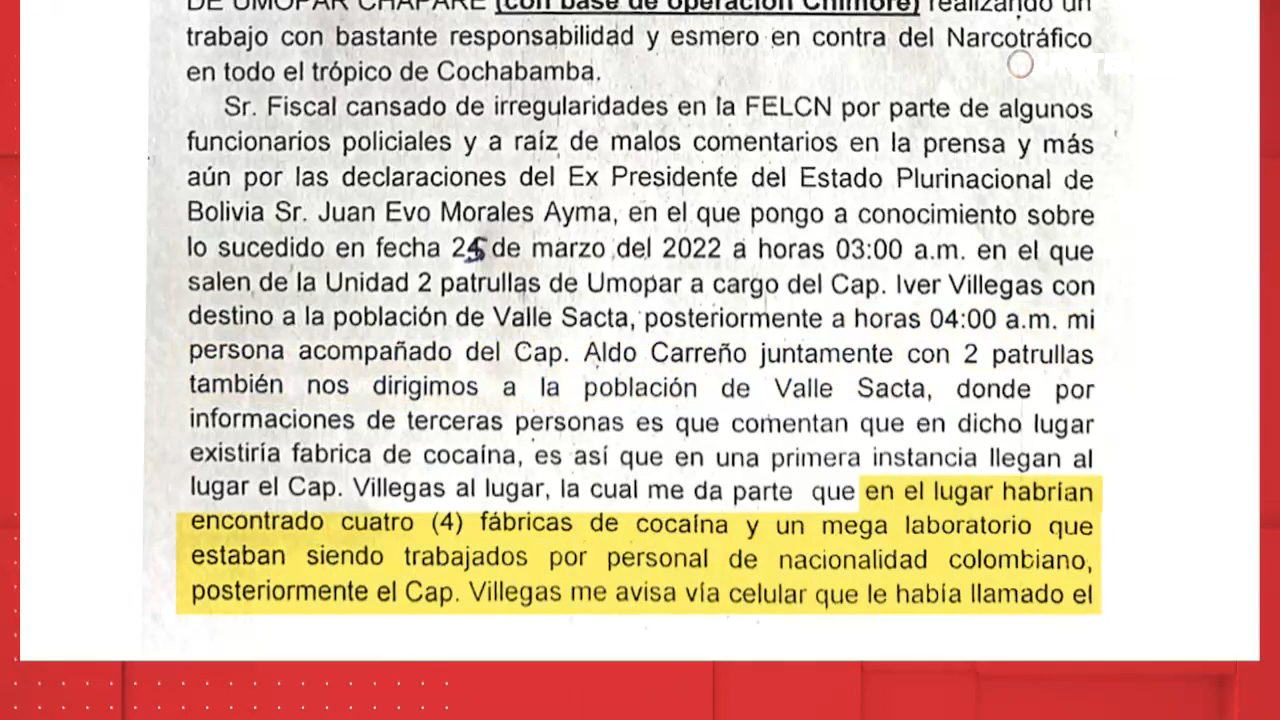 DE UMOPAR CHAPARE (con base de operación Chimore) realizando un
trabajo con bastante responsabilidad y esmero en contra del Narcotráfico
en todo el trópico de Cochabamba.
Sr. Fiscal cansado de irregularidades en la FELCN por parte de algunos
funcionarios policiales y a raíz de malos comentarios en la prensa y más
aún por las declaraciones del Ex Presidente del Estado Plurinacional de
Bolivia Sr. Juan Evo Morales Ayma, en el que pongo a conocimiento sobre
lo sucedido en fecha 25 de marzo del 2022 a horas 03:00 a.m. en el que
salen de la Unidad 2 patrullas de Umopar a cargo del Cap. Iver Villegas con
destino a la población de Valle Sacta, posteriormente a horas 04:00 a.m. mi
persona acompañado del Cap. Aldo Carreño juntamente con 2 patrullas
también nos dirigimos a la población de Valle Sacta, donde por
informaciones de terceras personas es que comentan que en dicho lugar
existiría fabrica de cocaína, es así que en una primera instancia llegan al
lugar el Cap. Villegas al lugar, la cual me da parte que en el lugar habrían
encontrado cuatro (4) fábricas de cocaína y un mega laboratorio que
estaban siendo trabajados por personal de nacionalidad colombiano,
posteriormente el Cap. Villegas me avisa vía celular que le había llamado el